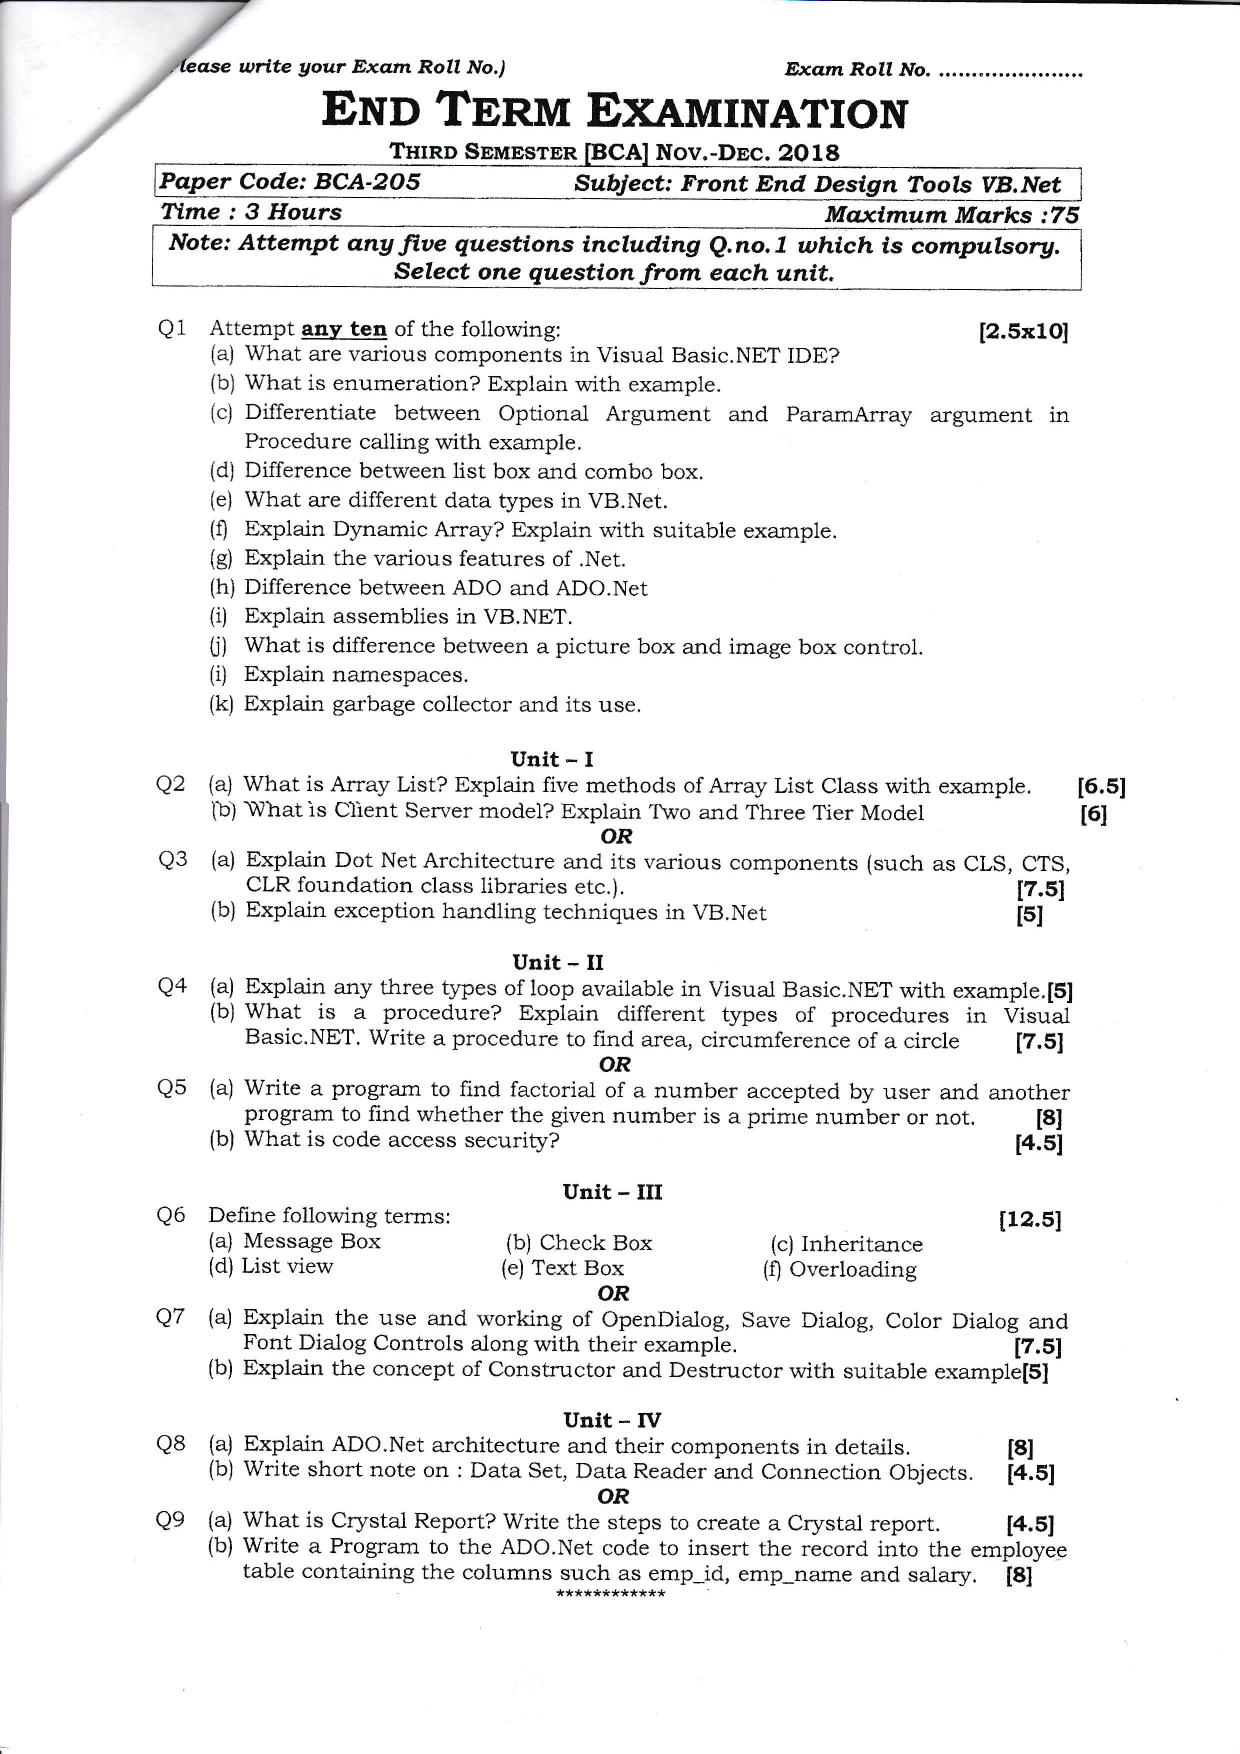 lease write your Exam Roll No.) Exam Roll No. ......................
END TERM EXAMINATION
THIRD SEMESTER [BCA] NOV.-DEC. 2018
Paper Code: BCA-205 Subject: Front End Design Tools VB.Net
Time : 3 Hours Maximum Marks :75
Note: Attempt any five questions including Q.no.1 which is compulsory.
Select one question from each unit.
Q1 Attempt any ten of the following: [2.5x10]
(a) What are various components in Visual Basic.NET IDE?
(b) What is enumeration? Explain with example.
(c) Differentiate between Optional Argument and ParamArray argument in
Procedure calling with example.
(d) Difference between list box and combo box.
(e) What are different data types in VB.Net.
(f) Explain Dynamic Array? Explain with suitable example.
(g) Explain the various features of .Net.
(h) Difference between ADO and ADO.Net
(i) Explain assemblies in VB.NET.
(j) What is difference between a picture box and image box control.
(i) Explain namespaces.
(k) Explain garbage collector and its use.
Unit – I
Q2 (a) What is Array List? Explain five methods of Array List Class with example. [6.5]
(b) What is Client Server model? Explain Two and Three Tier Model [6]
OR
Q3 (a) Explain Dot Net Architecture and its various components (such as CLS, CTS,
CLR foundation class libraries etc.). [7.5]
(b) Explain exception handling techniques in VB.Net [5]
Unit – II
Q4 (a) Explain any three types of loop available in Visual Basic.NET with example.[5]
(b) What is a procedure? Explain different types of procedures in Visual
Basic.NET. Write a procedure to find area, circumference of a circle [7.5]
OR
Q5 (a) Write a program to find factorial of a number accepted by user and another
program to find whether the given number is a prime number or not. [8]
(b) What is code access security? [4.5]
Unit – III
Q6 Define following terms: [12.5]
(a) Message Box (b) Check Box (c) Inheritance
(d) List view (e) Text Box (f) Overloading
OR
Q7 (a) Explain the use and working of OpenDialog, Save Dialog, Color Dialog and
Font Dialog Controls along with their example. [7.5]
(b) Explain the concept of Constructor and Destructor with suitable example[5]
Unit – IV
Q8 (a) Explain ADO.Net architecture and their components in details. [8]
(b) Write short note on : Data Set, Data Reader and Connection Objects. [4.5]
OR
Q9 (a) What is Crystal Report? Write the steps to create a Crystal report. [4.5]
(b) Write a Program to the ADO.Net code to insert the record into the employee
table containing the columns such as emp_id, emp_name and salary. [8]
************